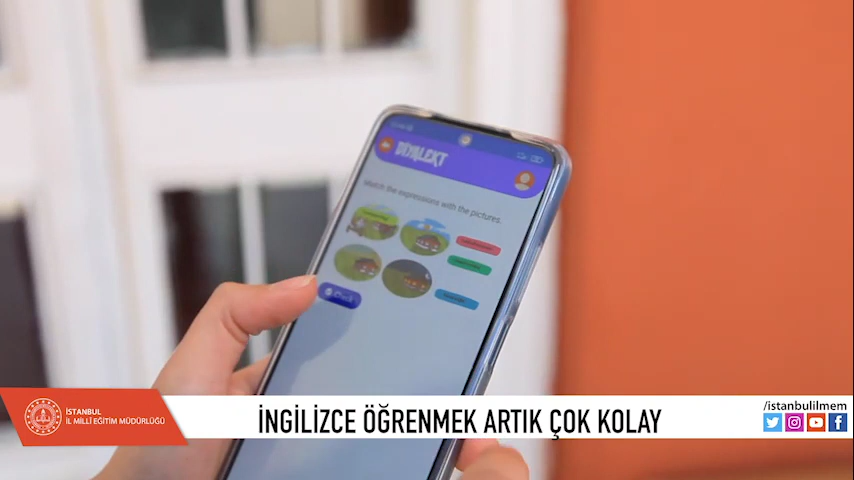 DİYALEKT
Match the expressions with the pictures.
Check
İSTANBUL
İL MİLLİ EĞİTİM MÜDÜRLÜĞÜ
İNGİLİZCE ÖĞRENMEK ARTIK ÇOK KOLAY
/istanbulilmem